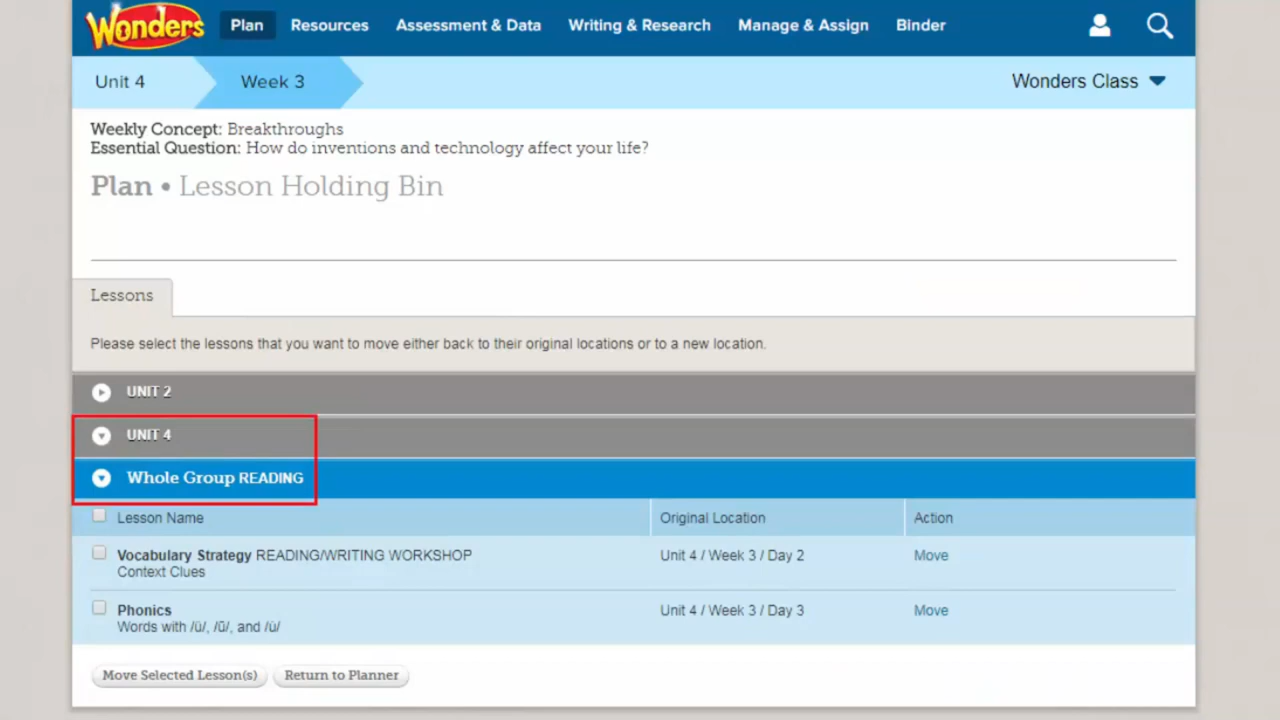 Wonders
Plan Resources Assessment & Data Writing & Research Manage & Assign Binder
Unit 4 Week 3 Wonders Class
Weekly Concept: Breakthroughs
Essential Question: How do inventions and technology affect your life?
Plan • Lesson Holding Bin
Lessons
Please select the lessons that you want to move either back to their original locations or to a new location.
UNIT 2
UNIT 4
Whole Group READING
Lesson Name Original Location Action
Vocabulary Strategy READING/WRITING WORKSHOP Unit 4 / Week 3 / Day 2 Move
Context Clues
Phonics Unit 4 / Week 3 / Day 3 Move
Move Selected Lesson(s) Return to Planner